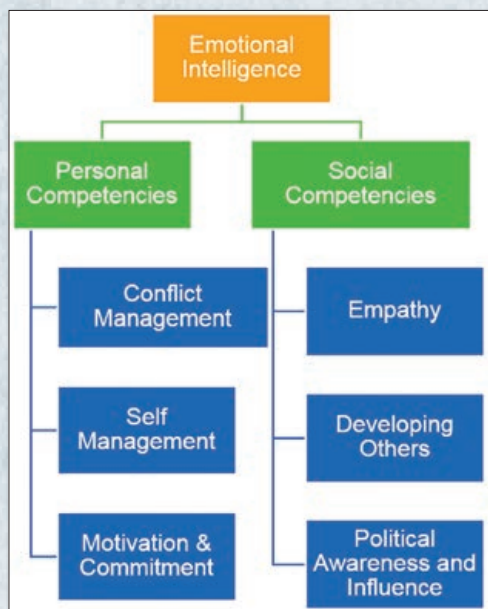 Emotional
Intelligence
Personal
Competencies
Social
Competencies
Conflict
Management
Empathy
Self
Management
Developing
Others
Motivation &
Commitment
Political
Awareness and
Influence